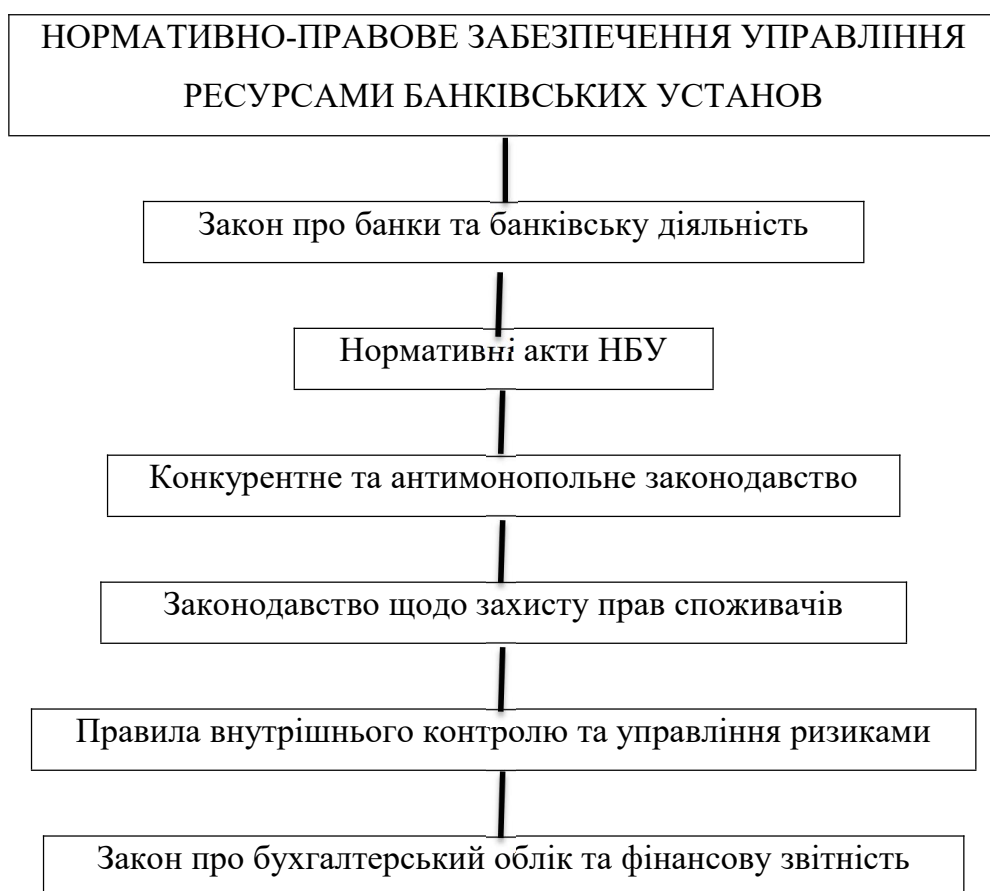 НОРМАТИВНО-ПРАВОВЕ ЗАБЕЗПЕЧЕННЯ УПРАВЛІННЯ
РЕСУРСАМИ БАНКІВСЬКИХ УСТАНОВ
Закон про банки та банківську діяльність
Нормативні акти НБУ
Конкурентне та антимонопольне законодавство
Законодавство щодо захисту прав споживачів
Правила внутрішнього контролю та управління ризиками
Закон про бухгалтерський облік та фінансову звітність